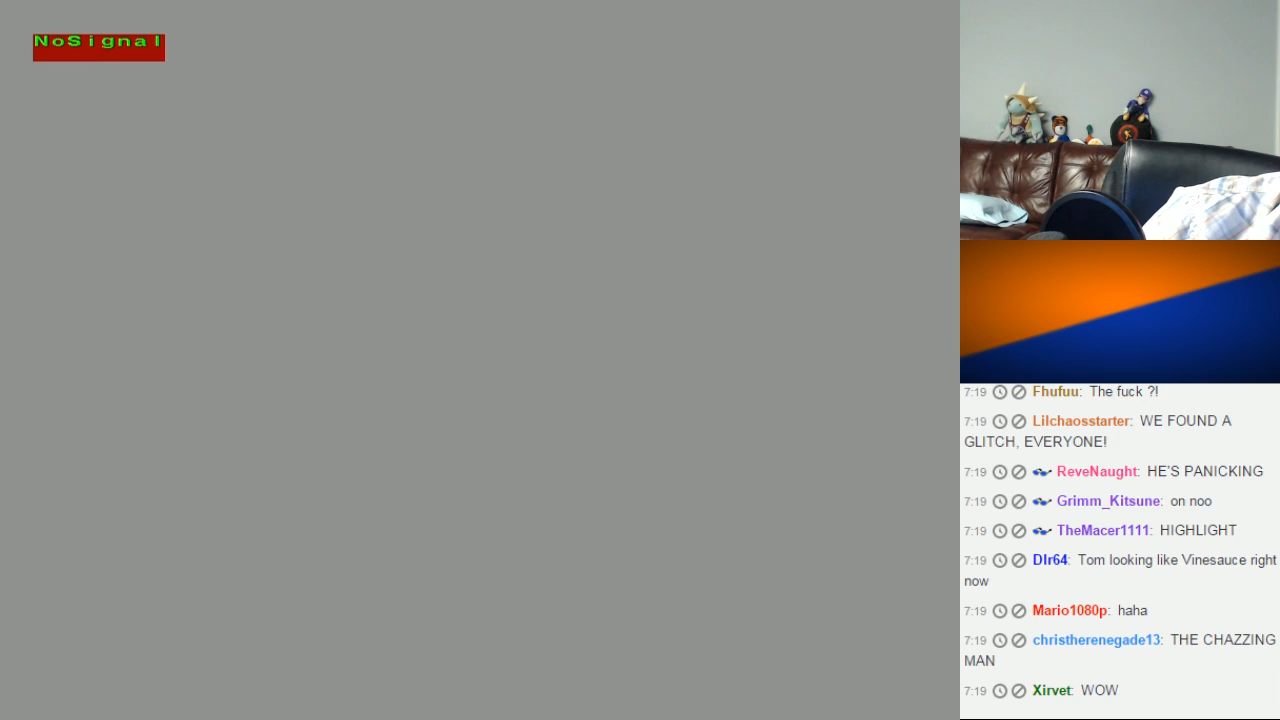 NoSignal
7:19 Fhufuu: The fuck ?!
7:19 Lilchaosstarter: WE FOUND A
GLITCH, EVERYONE!
7:19 ReveNaught: HE'S PANICKING
7:19 Grimm_Kitsune: on noo
7:19 TheMacer1111: HIGHLIGHT
7:19 Dlr64: Tom looking like Vinesauce right
now
7:19 Mario1080p: haha
7:19 christherenegade13: THE CHAZZING
MAN
7:19 Xirvet: WOW